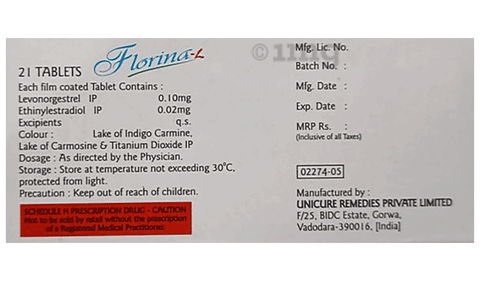 21 TABLETS Florina-L
Each film coated Tablet Contains :
Levonorgestrel IP 0.10mg
Ethinylestradiol IP 0.02mg
Excipients q.s.
Colour : Lake of Indigo Carmine,
Lake of Carmosine & Titanium Dioxide IP
Dosage : As directed by the Physician.
Storage : Store at temperature not exceeding 30°C,
protected from light.
Precaution : Keep out of reach of children.
SCHEDULE H PRESCRIPTION DRUG - CAUTION
Not to be sold by retail without the prescription
of a Registered Medical Practitioner.
©1mg
Mfg. Lic. No.
Batch No. :
Mfg. Date :
Exp. Date :
MRP Rs. :
(Inclusive of all Taxes)
02274-05
Manufactured by :
UNICURE REMEDIES PRIVATE LIMITED
F/25, BIDC Estate, Gorwa,
Vadodara-390016. [India]